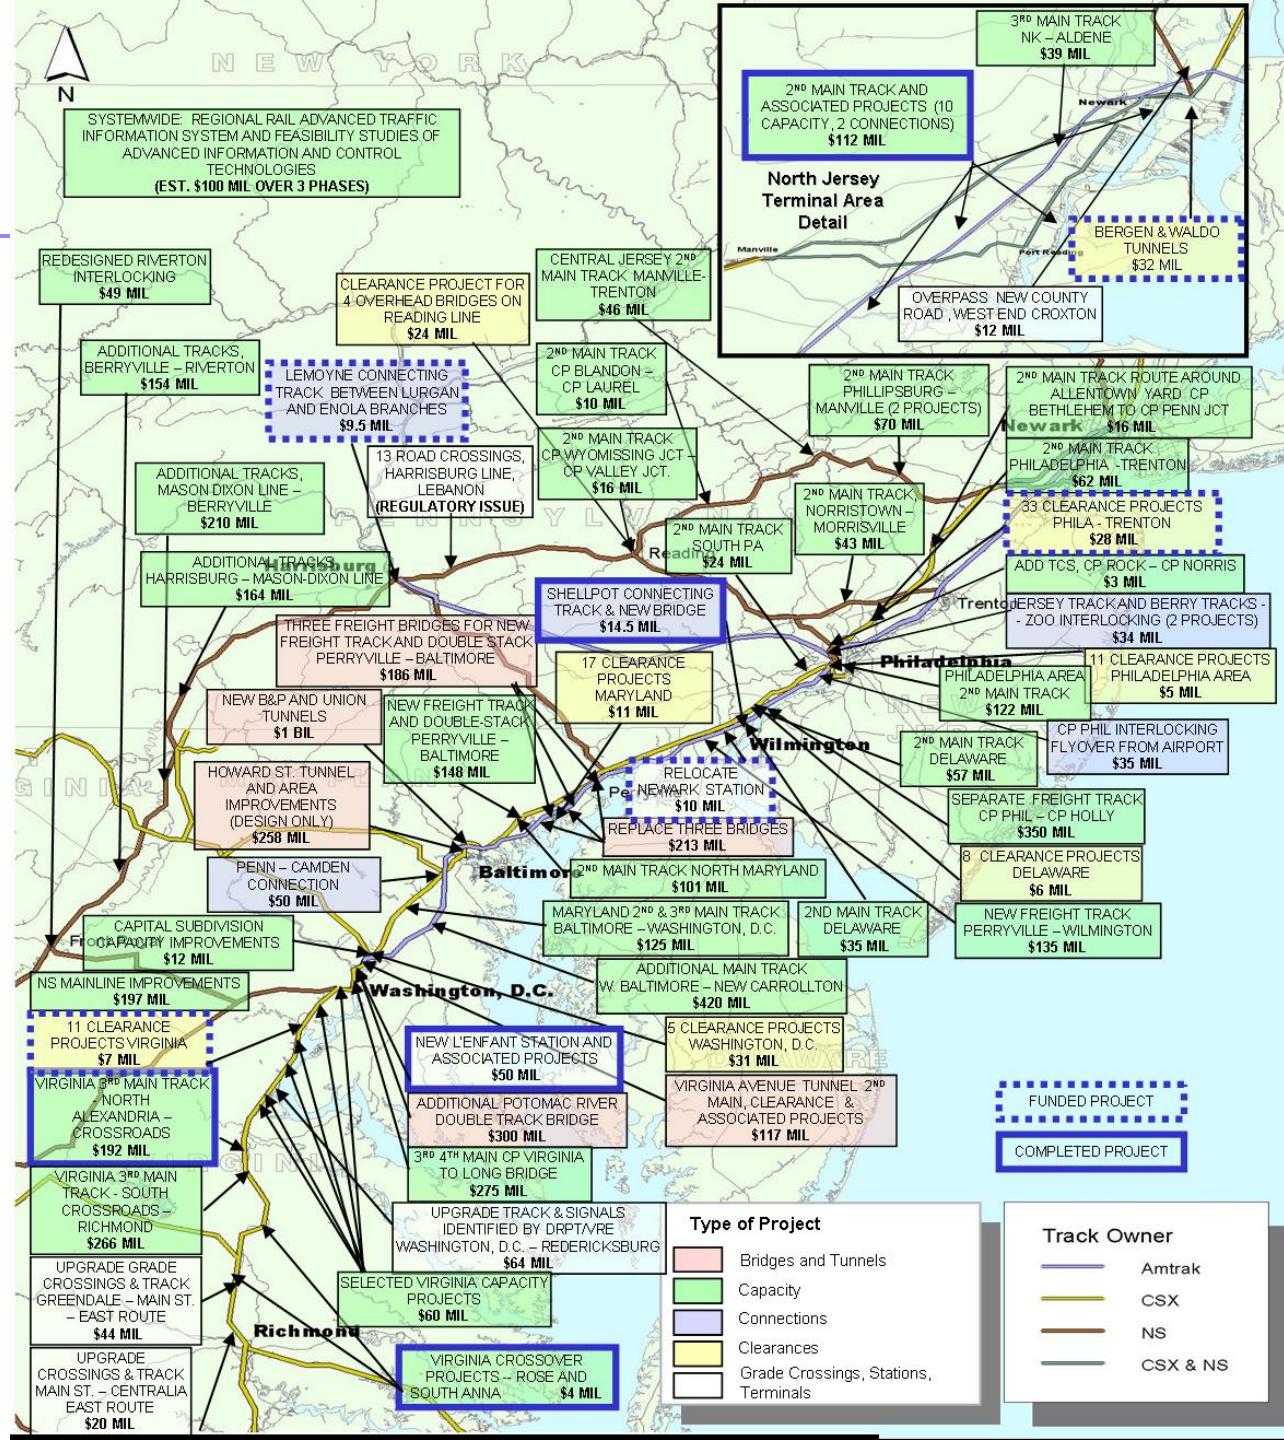 NEW YORK
N
SYSTEMWIDE: REGIONAL RAIL ADVANCED TRAFFIC
INFORMATION SYSTEM AND FEASIBILITY STUDIES OF
ADVANCED INFORMATION AND CONTROL
TECHNOLOGIES
(EST. $100 MIL OVER 3 PHASES)
3RD MAIN TRACK
NK – ALDENE
$39 MIL
2ND MAIN TRACK AND
ASSOCIATED PROJECTS (10
CAPACITY, 2 CONNECTIONS)
$112 MIL
Newark
North Jersey
Terminal Area
Detail
Manville
Port Reading
BERGEN & WALDO
TUNNELS
$32 MIL
OVERPASS NEW COUNTY
ROAD , WEST END CROXTON
$12 MIL
REDESIGNED RIVERTON
INTERLOCKING
$49 MIL
CLEARANCE PROJECT FOR
4 OVERHEAD BRIDGES ON
READING LINE
$24 MIL
CENTRAL JERSEY 2ND
MAIN TRACK MANVILLE-
TRENTON
$46 MIL
ADDITIONAL TRACKS,
BERRYVILLE – RIVERTON
$154 MIL
LEMOYNE CONNECTING
TRACK BETWEEN LURGAN
AND ENOLA BRANCHES
$9.5 MIL
2ND MAIN TRACK
CP BLANDON –
CP LAUREL
$10 MIL
2ND MAIN TRACK
PHILLIPSBURG –
MANVILLE (2 PROJECTS)
$70 MIL
2ND MAIN TRACK ROUTE AROUND
ALLENTOWN YARD CP
BETHLEHEM TO CP PENN JCT
$16 MIL
Newark
2ND MAIN TRACK
CP WYOMISSING JCT –
CP VALLEY JCT.
$16 MIL
2ND MAIN TRACK
PHILADELPHIA -TRENTON
$62 MIL
13 ROAD CROSSINGS,
HARRISBURG LINE,
LEBANON
(REGULATORY ISSUE)
ADDITIONAL TRACKS,
MASON DIXON LINE –
BERRYVILLE
$210 MIL
2ND MAIN TRACK,
NORRISTOWN –
MORRISVILLE
$43 MIL
33 CLEARANCE PROJECTS
PHILA - TRENTON
$28 MIL
PENNSYLVANIA
2ND MAIN TRACK
SOUTH PA
$24 MIL
Reading
ADDITIONAL TRACKS,
HARRISBURG – MASON-DIXON LINE
$164 MIL
Harrisburg
ADD TCS, CP ROCK – CP NORRIS
$3 MIL
SHELLPOT CONNECTING
TRACK & NEW BRIDGE
$14.5 MIL
Trenton
JERSEY TRACK AND BERRY TRACKS -
- ZOO INTERLOCKING (2 PROJECTS)
$34 MIL
THREE FREIGHT BRIDGES FOR NEW
FREIGHT TRACK AND DOUBLE STACK
PERRYVILLE – BALTIMORE
$186 MIL
17 CLEARANCE
PROJECTS
MARYLAND
$11 MIL
Philadelphia
11 CLEARANCE PROJECTS
PHILADELPHIA AREA
$5 MIL
PHILADELPHIA AREA
2ND MAIN TRACK
$122 MIL
NEW B&P AND UNION
TUNNELS
$1 BIL
NEW FREIGHT TRACK
AND DOUBLE-STACK
PERRYVILLE –
BALTIMORE
$148 MIL
CP PHIL INTERLOCKING
FLYOVER FROM AIRPORT
$35 MIL
Wilmington
2ND MAIN TRACK
DELAWARE
$57 MIL
HOWARD ST. TUNNEL
AND AREA
IMPROVEMENTS
(DESIGN ONLY)
$258 MIL
RELOCATE
NEWARK STATION
$10 MIL
SEPARATE FREIGHT TRACK
CP PHIL – CP HOLLY
$350 MIL
REPLACE THREE BRIDGES
$213 MIL
8 CLEARANCE PROJECTS
DELAWARE
$6 MIL
PENN – CAMDEN
CONNECTION
$50 MIL
Baltimore
2ND MAIN TRACK NORTH MARYLAND
$101 MIL
MARYLAND 2ND & 3RD MAIN TRACK
BALTIMORE – WASHINGTON, D.C.
$125 MIL
2ND MAIN TRACK
DELAWARE
$35 MIL
NEW FREIGHT TRACK
PERRYVILLE – WILMINGTON
$135 MIL
CAPITAL SUBDIVISION
CAPACITY IMPROVEMENTS
$12 MIL
NS MAINLINE IMPROVEMENTS
$197 MIL
ADDITIONAL MAIN TRACK
W. BALTIMORE – NEW CARROLLTON
$420 MIL
Washington, D.C.
11 CLEARANCE
PROJECTS VIRGINIA
$7 MIL
NEW L'ENFANT STATION AND
ASSOCIATED PROJECTS
$50 MIL
5 CLEARANCE PROJECTS
WASHINGTON, D.C.
$31 MIL
VIRGINIA 3RD MAIN TRACK
- NORTH
ALEXANDRIA –
CROSSROADS
$192 MIL
ADDITIONAL POTOMAC RIVER
DOUBLE TRACK BRIDGE
$300 MIL
VIRGINIA AVENUE TUNNEL 2ND
MAIN, CLEARANCE &
ASSOCIATED PROJECTS
$117 MIL
FUNDED PROJECT
COMPLETED PROJECT
VIRGINIA
3RD 4TH MAIN CP VIRGINIA
TO LONG BRIDGE
$275 MIL
VIRGINIA 3RD MAIN
TRACK - SOUTH
CROSSROADS –
RICHMOND
$266 MIL
UPGRADE TRACK & SIGNALS
IDENTIFIED BY DRPT/VRE
WASHINGTON, D.C. – REDERICKSBURG
$64 MIL
UPGRADE GRADE
CROSSINGS & TRACK
GREENDALE – MAIN ST.
– EAST ROUTE
$44 MIL
SELECTED VIRGINIA CAPACITY
PROJECTS
$60 MIL
Richmond
UPGRADE
CROSSINGS & TRACK
MAIN ST. – CENTRALIA
EAST ROUTE
$20 MIL
VIRGINIA CROSSOVER
PROJECTS -- ROSE AND
SOUTH ANNA $4 MIL
Type of Project
Bridges and Tunnels
Capacity
Connections
Clearances
Grade Crossings, Stations,
Terminals
Track Owner
Amtrak
CSX
NS
CSX & NS